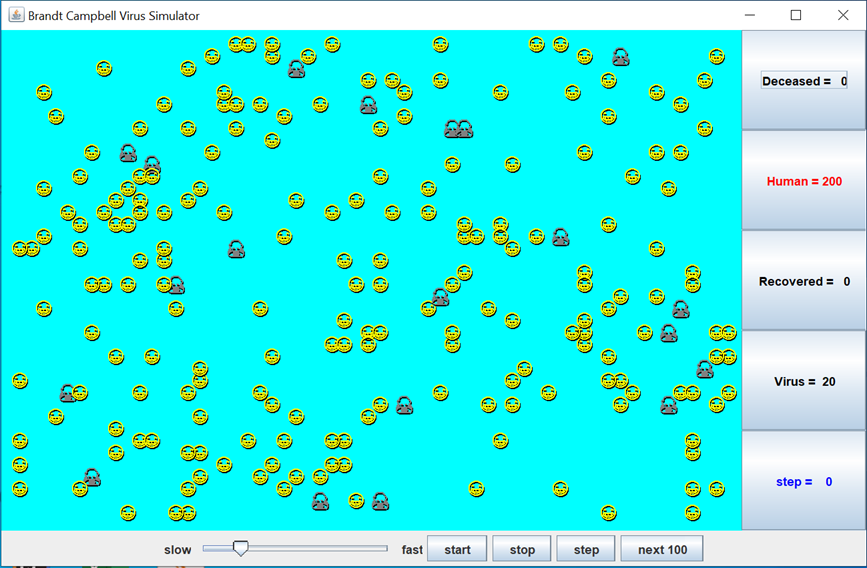 Brandt Campbell Virus Simulator
Deceased = 0
Human = 200
Recovered = 0
Virus = 20
step = 0
slow fast start stop step next 100